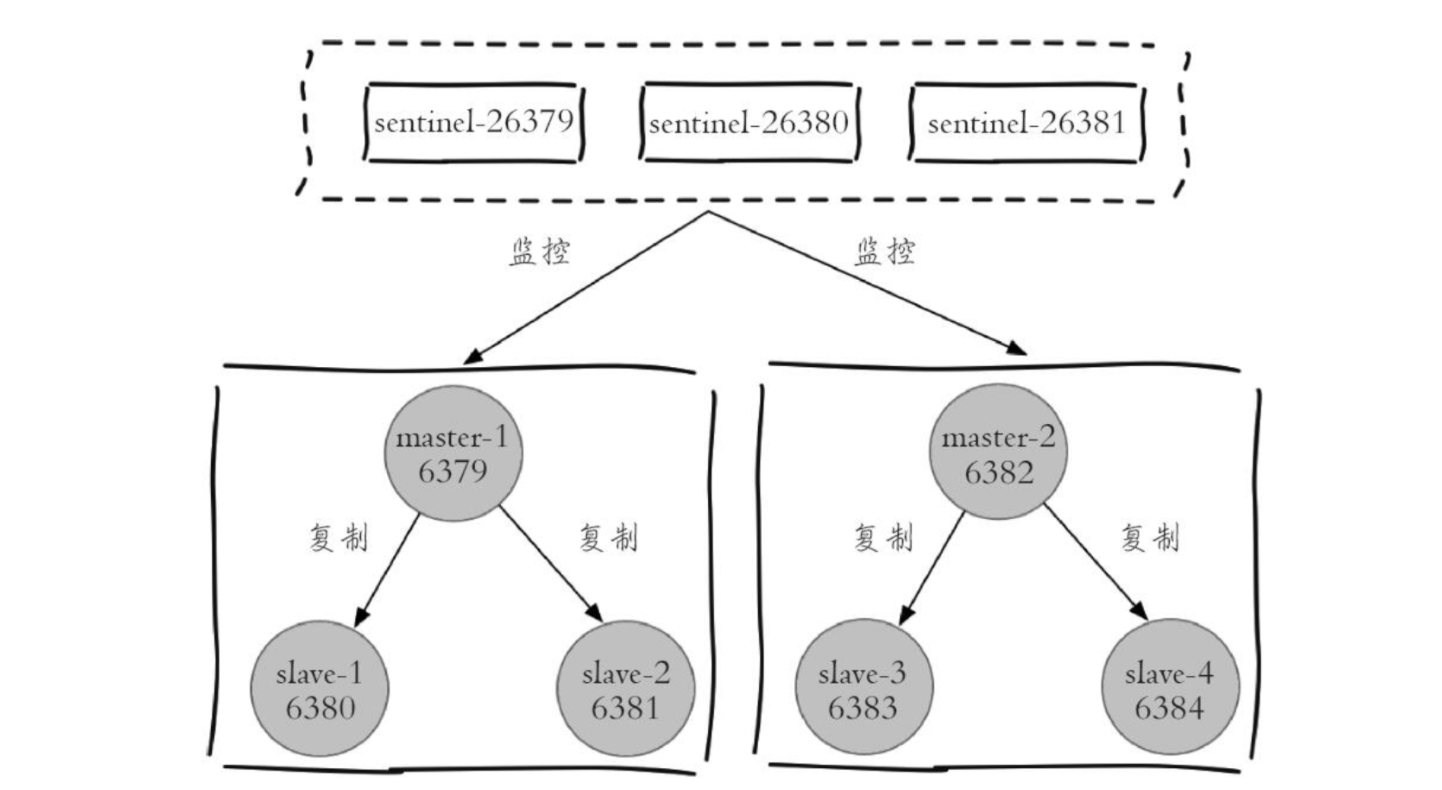 sentinel-26379
sentinel-26380
sentinel-26381
监控
监控
master-1
6379
master-2
6382
复制
复制
复制
复制
slave-1
6380
slave-2
6381
slave-3
6383
slave-4
6384